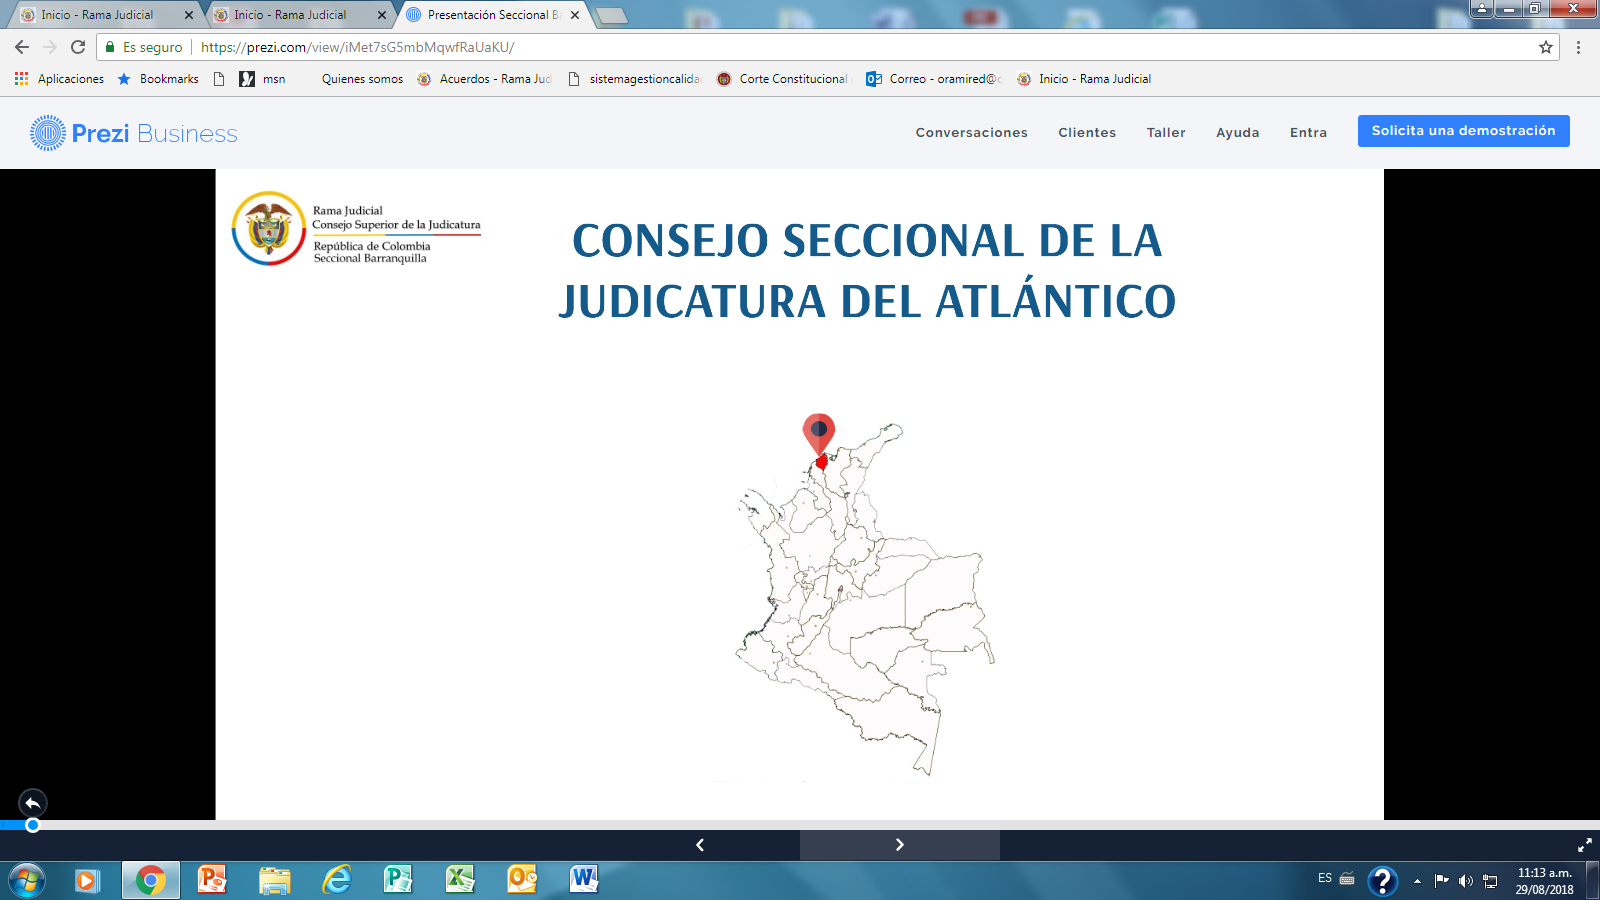 Inicio - Rama Judicial
Inicio - Rama Judicial
Presentación Seccional Ba
Es seguro
https://prezi.com/view/iMet7sG5mbMqwfRaUaKU/
Aplicaciones
Bookmarks
msn
Quienes somos
Acuerdos - Rama Jud
sistemagestioncalida
Corte Constitucional
Correo - oramired@c
Inicio - Rama Judicial
Prezi Business
Conversaciones
Clientes
Taller
Ayuda
Entra
Solicita una demostración
Rama Judicial
Consejo Superior de la Judicatura
República de Colombia
Seccional Barranquilla
CONSEJO SECCIONAL DE LA
JUDICATURA DEL ATLÁNTICO
ES
11:13 a.m.
29/08/2018